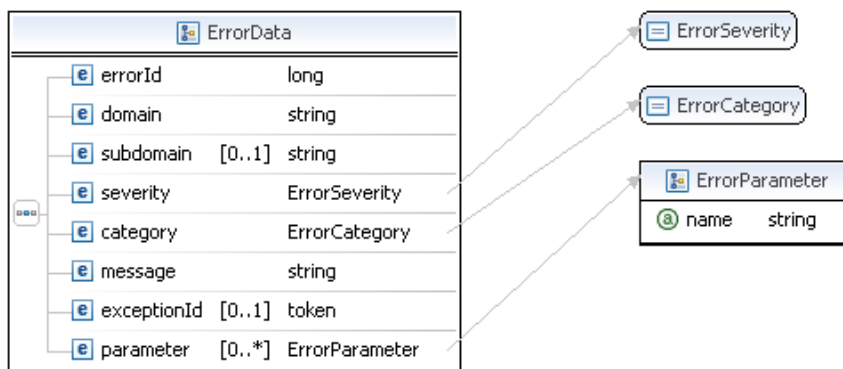 ErrorData
e errorId long
e domain string
e subdomain [0..1] string
e severity ErrorSeverity
e category ErrorCategory
e message string
e exceptionId [0..1] token
e parameter [0..*] ErrorParameter
ErrorSeverity
ErrorCategory
ErrorParameter
a name string